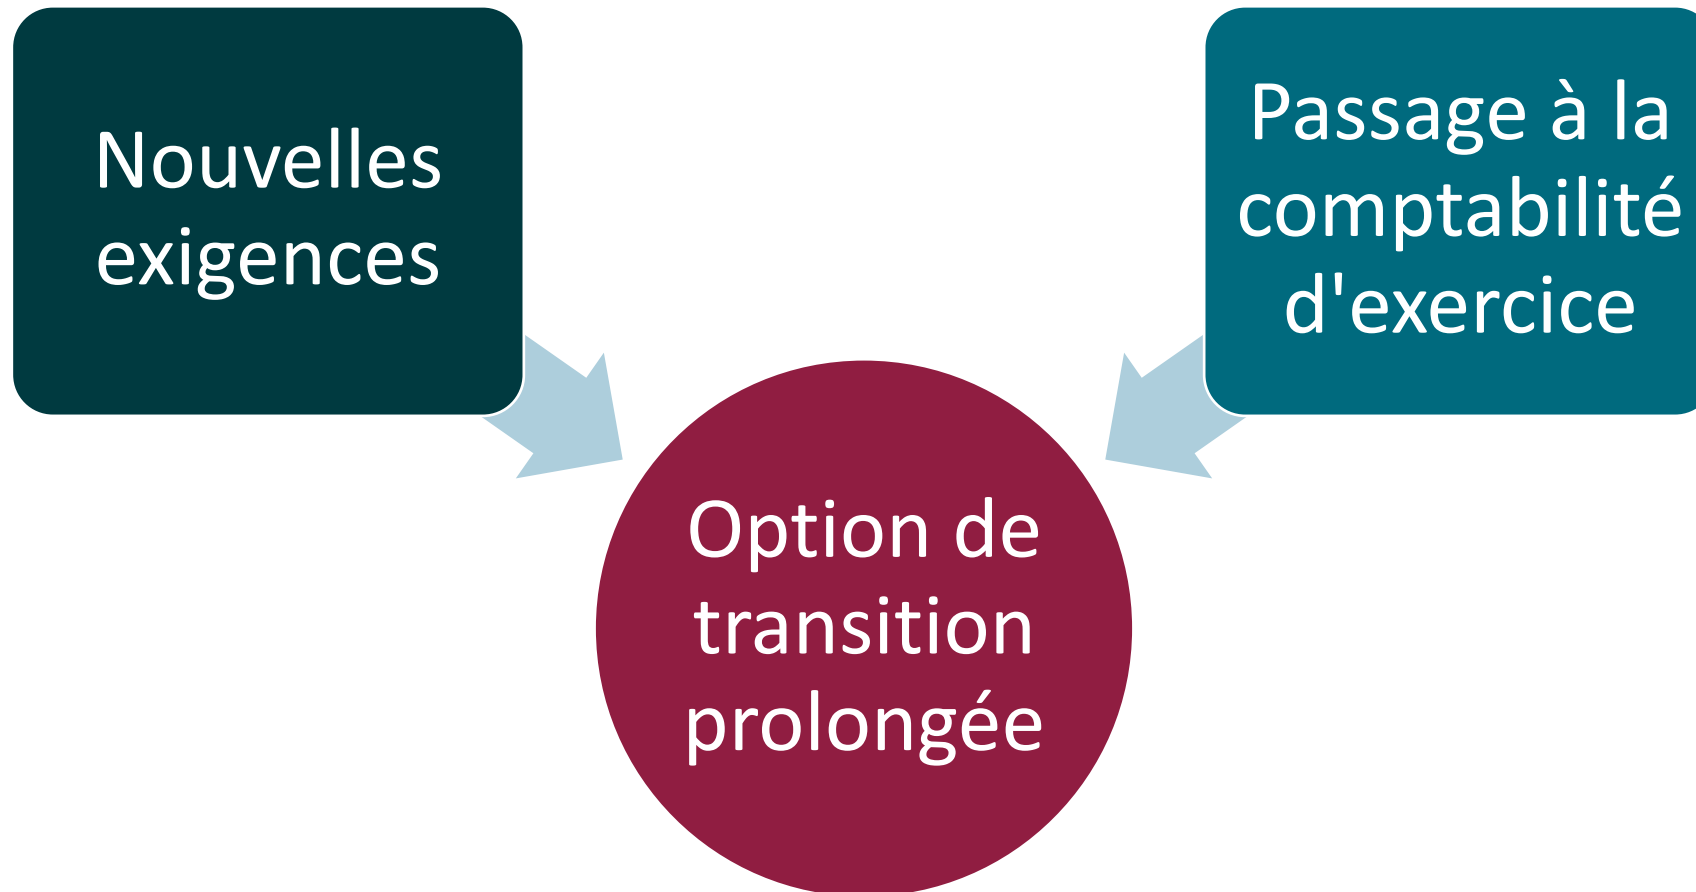 Nouvelles
exigences
Passage à la
comptabilité
d'exercice
Option de
transition
prolongée